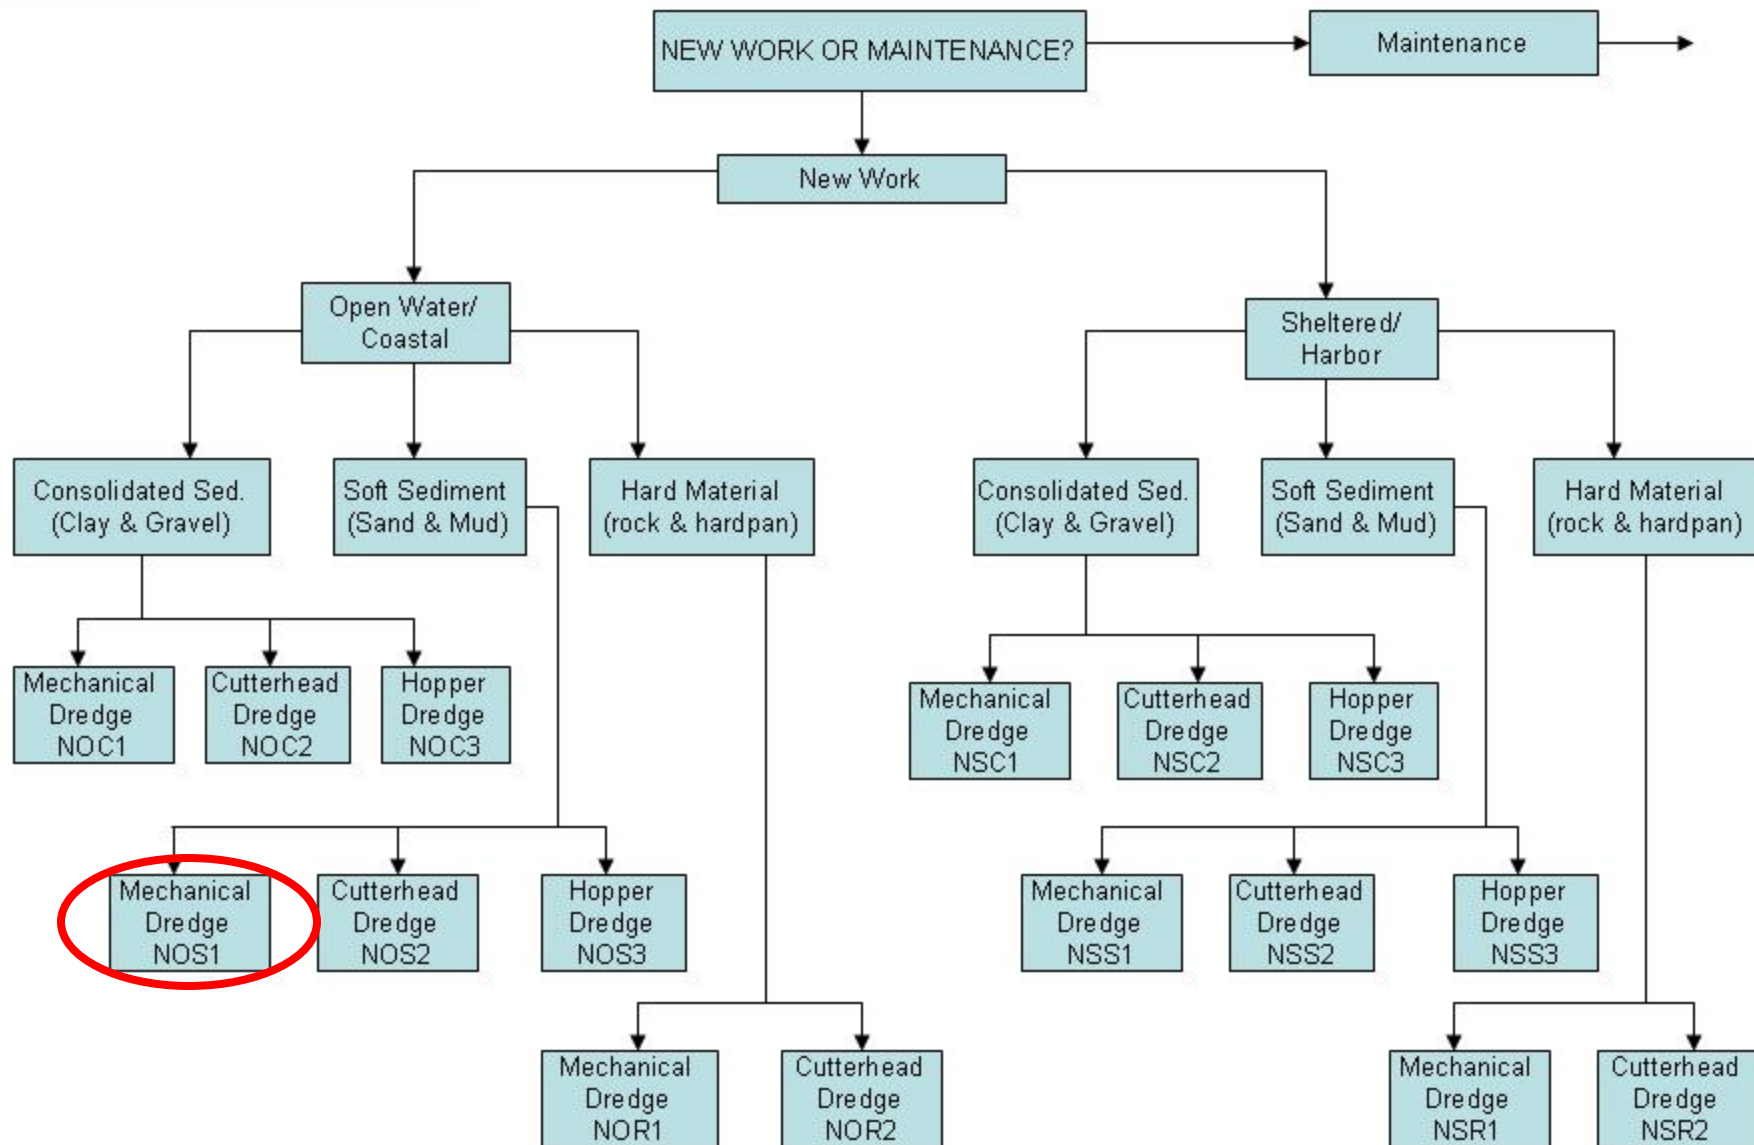 NEW WORK OR MAINTENANCE?
Maintenance
New Work
Open Water/
Coastal
Sheltered/
Harbor
Consolidated Sed.
(Clay & Gravel)
Soft Sediment
(Sand & Mud)
Hard Material
(rock & hardpan)
Consolidated Sed.
(Clay & Gravel)
Soft Sediment
(Sand & Mud)
Hard Material
(rock & hardpan)
Mechanical
Dredge
NOC1
Cutterhead
Dredge
NOC2
Hopper
Dredge
NOC3
Mechanical
Dredge
NSC1
Cutterhead
Dredge
NSC2
Hopper
Dredge
NSC3
Mechanical
Dredge
NOS1
Cutterhead
Dredge
NOS2
Hopper
Dredge
NOS3
Mechanical
Dredge
NSS1
Cutterhead
Dredge
NSS2
Hopper
Dredge
NSS3
Mechanical
Dredge
NOR1
Cutterhead
Dredge
NOR2
Mechanical
Dredge
NSR1
Cutterhead
Dredge
NSR2